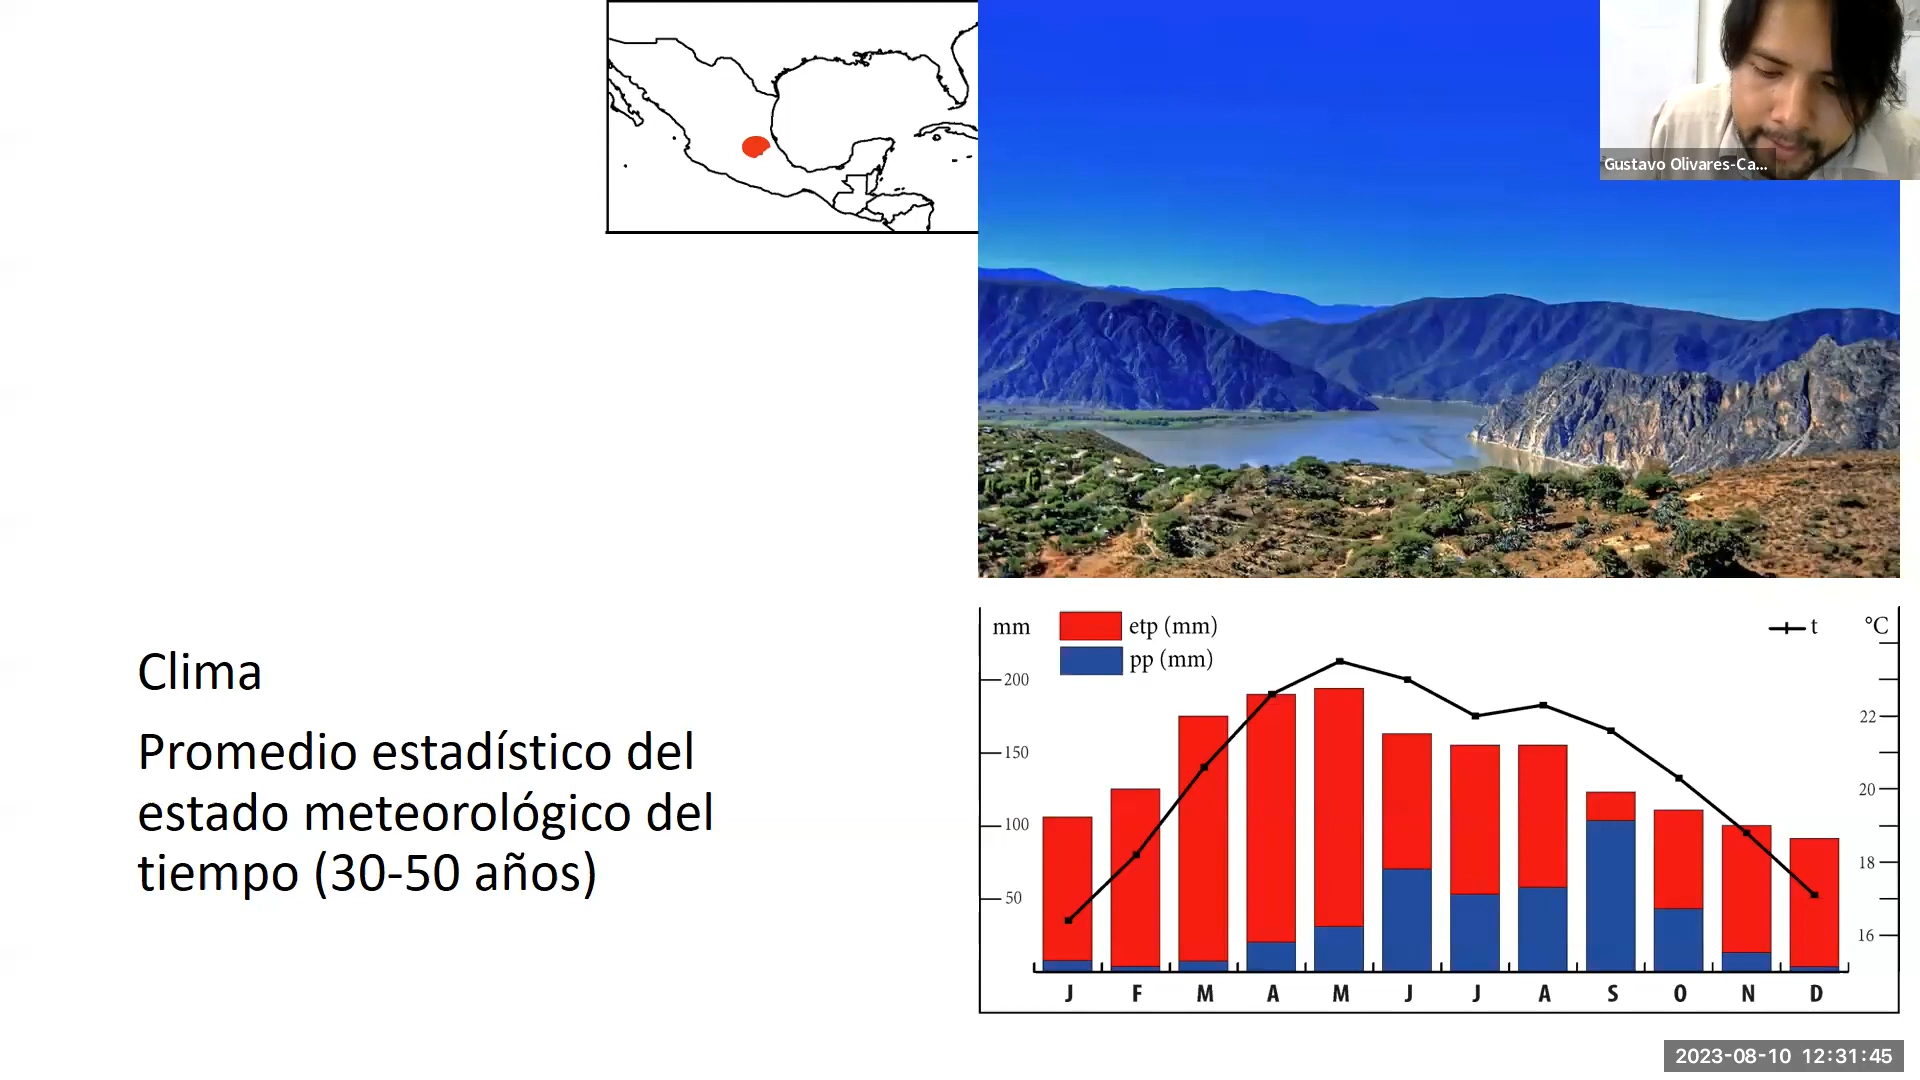 Gustavo Olivares-Ca...
Clima
Promedio estadístico del
estado meteorológico del
tiempo (30-50 años)
mm
etp (mm)
pp (mm)
t
°C
200
150
100
50
22
20
18
16
J F M A M J J A S O N D
2023-08-10 12:31:45